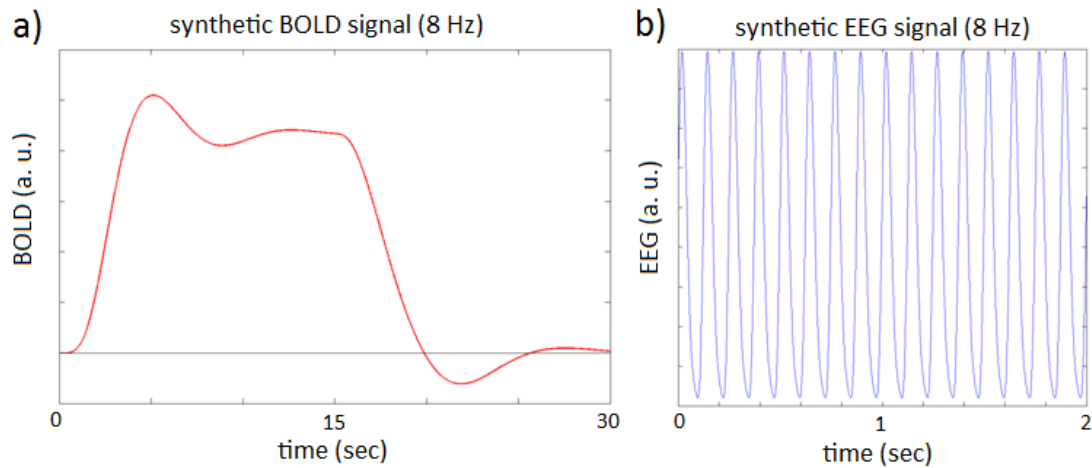 a)
synthetic BOLD signal (8 Hz)
BOLD (a. u.)
0
15
30
time (sec)
b)
synthetic EEG signal (8 Hz)
EEG (a. u.)
0
1
2
time (sec)